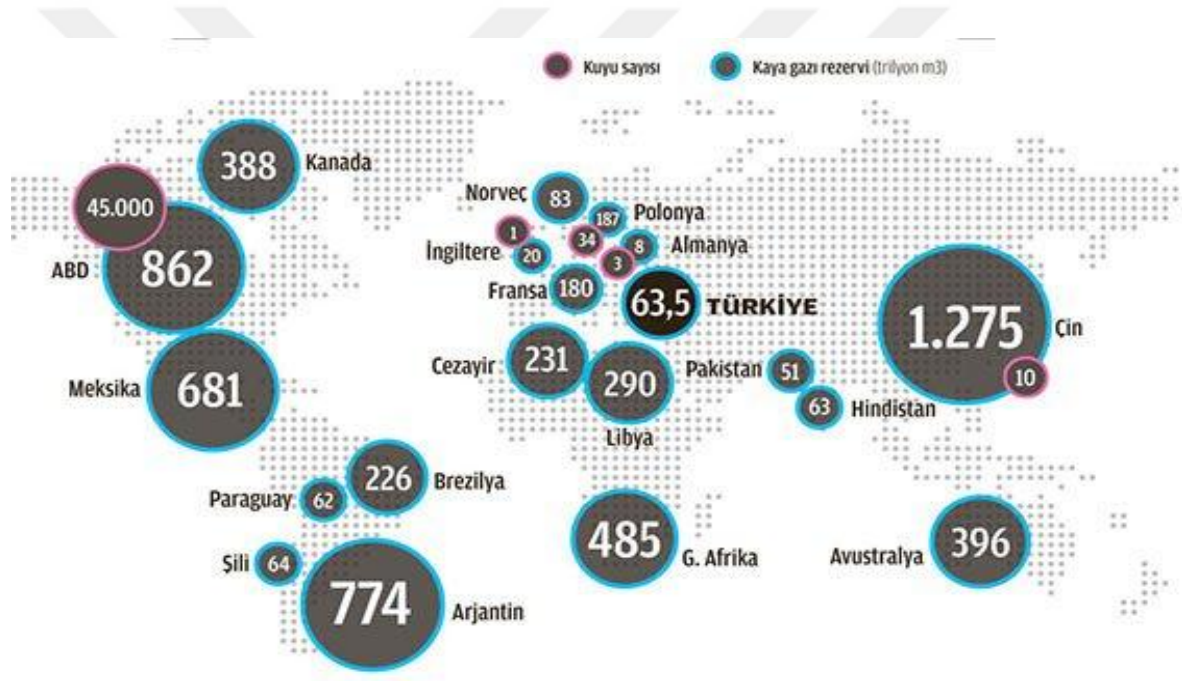 Kuyu sayısı
Kaya gazı rezervi (trilyon m3)
388
Kanada
45.000
ABD
862
Meksika
681
Norveç
83
187
Polonya
1
34
8
Almanya
İngiltere
20
3
Fransa
180
63,5
TÜRKİYE
1.275
Çin
10
Cezayir
231
290
Libya
Pakistan
51
63
Hindistan
226
Brezilya
Paraguay
62
Şili
64
774
Arjantin
485
G. Afrika
Avustralya
396